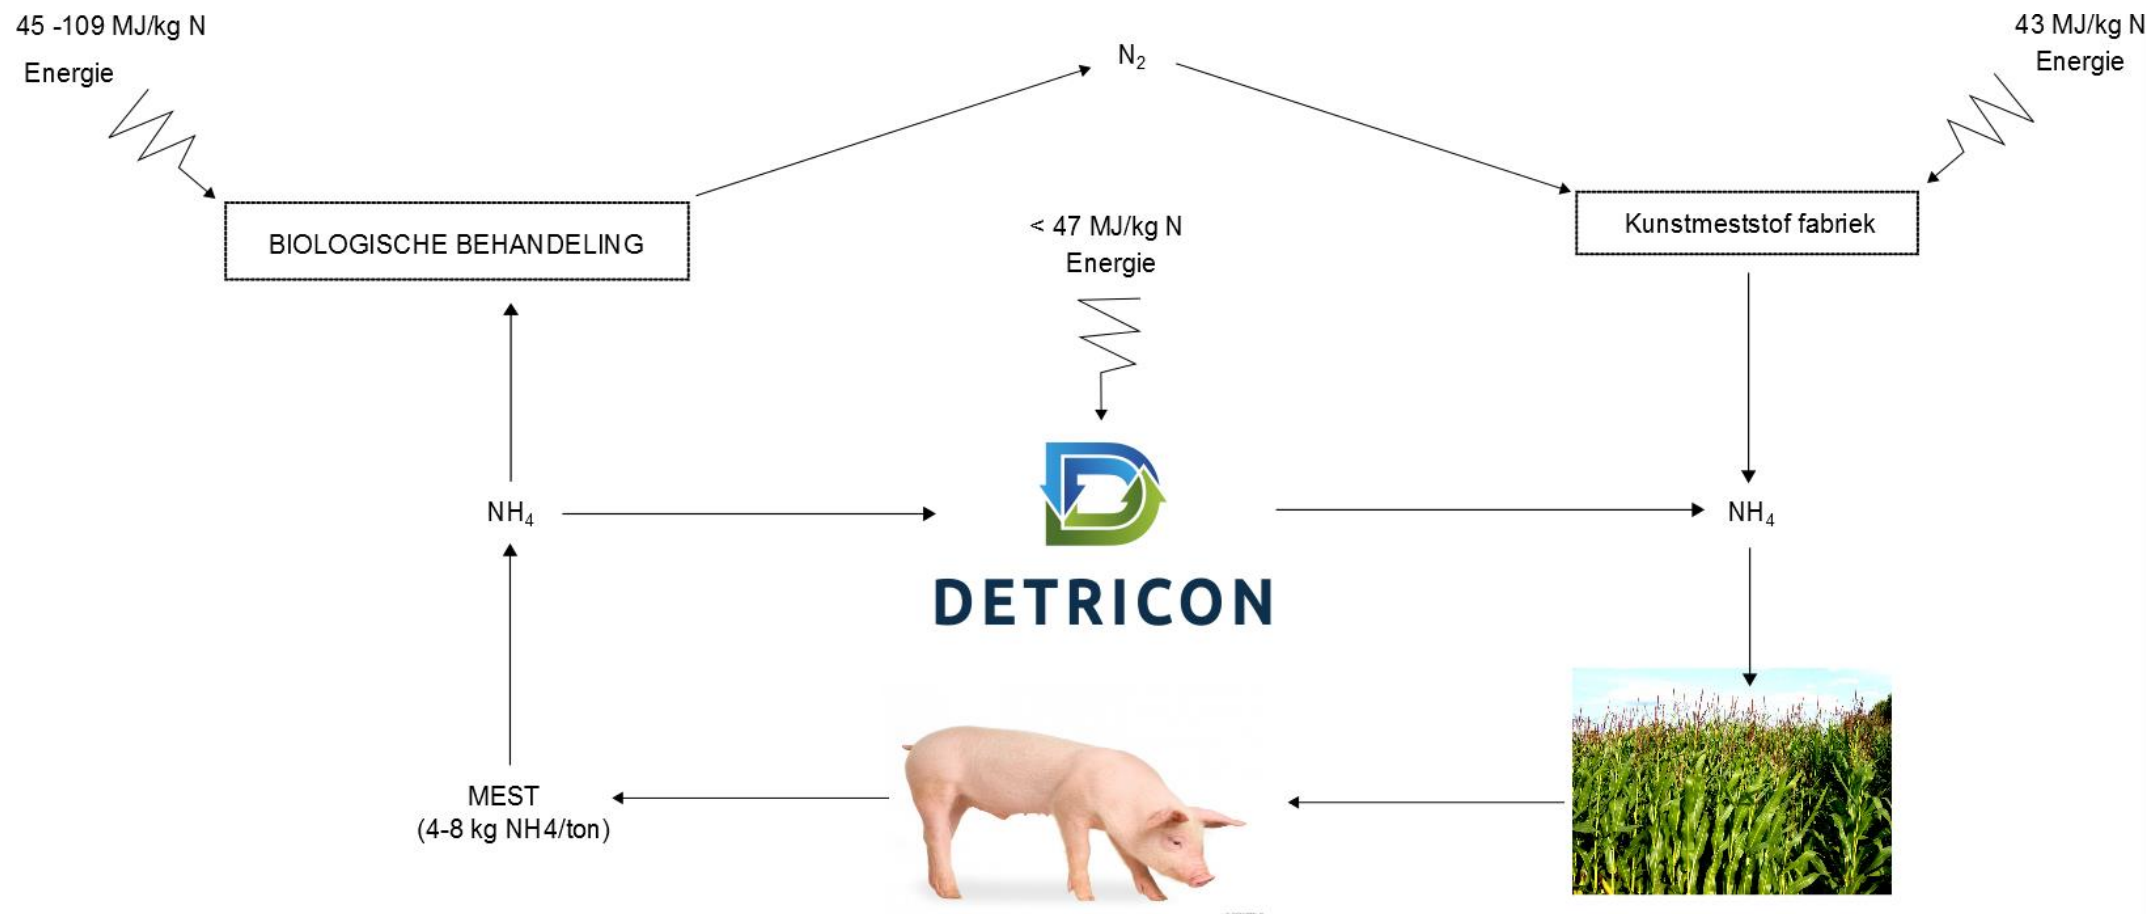 45 -109 MJ/kg N
Energie
N₂
43 MJ/kg N
Energie
BIOLOGISCHE BEHANDELING
< 47 MJ/kg N
Energie
Kunstmeststof fabriek
NH₄
NH₄
DETRICON
MEST
(4-8 kg NH4/ton)